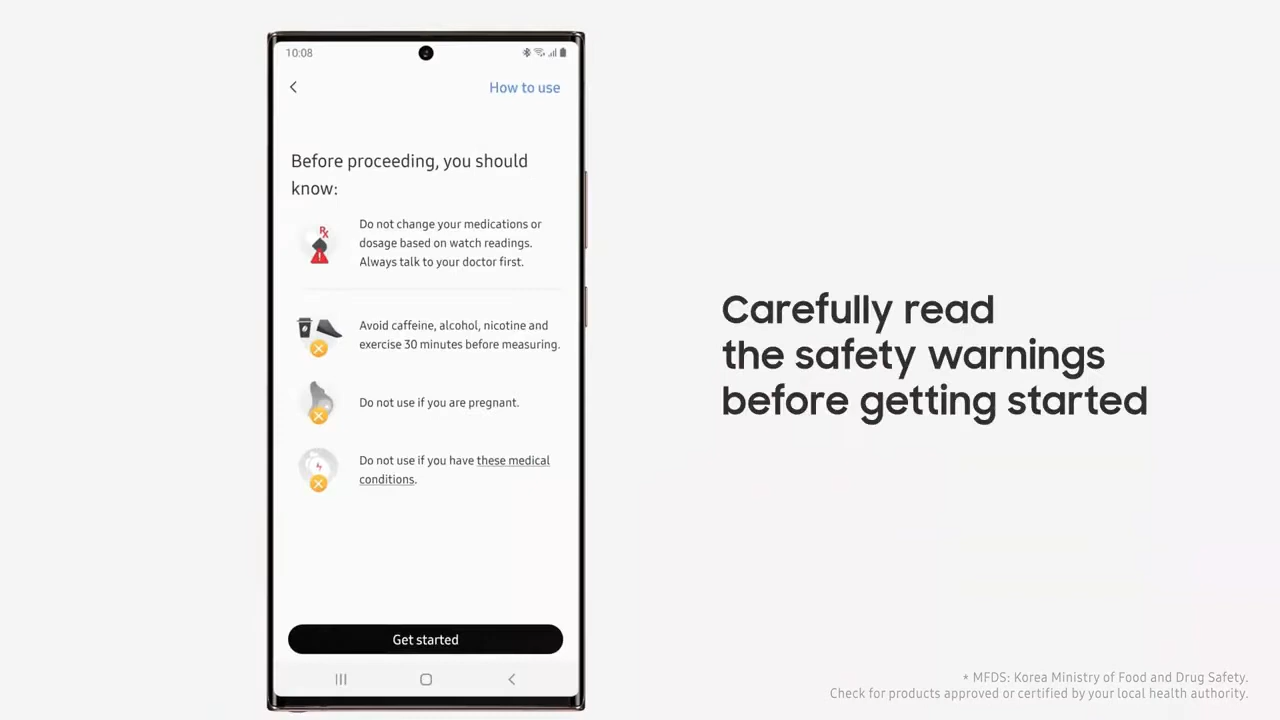 10:08
How to use
Before proceeding, you should
know:
Rx
Do not change your medications or
dosage based on watch readings.
Always talk to your doctor first.
Avoid caffeine, alcohol, nicotine and
exercise 30 minutes before measuring.
Do not use if you are pregnant.
Do not use if you have these medical
conditions.
Get started
Carefully read
the safety warnings
before getting started
* MFDS: Korea Ministry of Food and Drug Safety.
Check for products approved or certified by your local health authority.